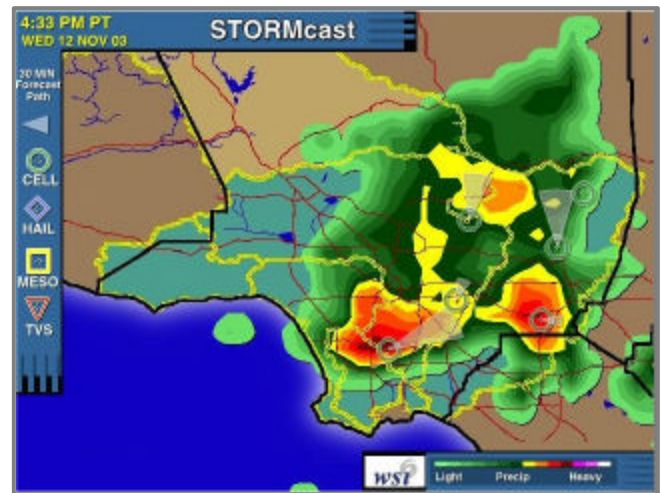 4:33 PM PT
WED 12 NOV 03
STORMcast
30 MIN
Forecast
Path
CELL
HAIL
MESO
TVS
WSI
Light Precip Heavy